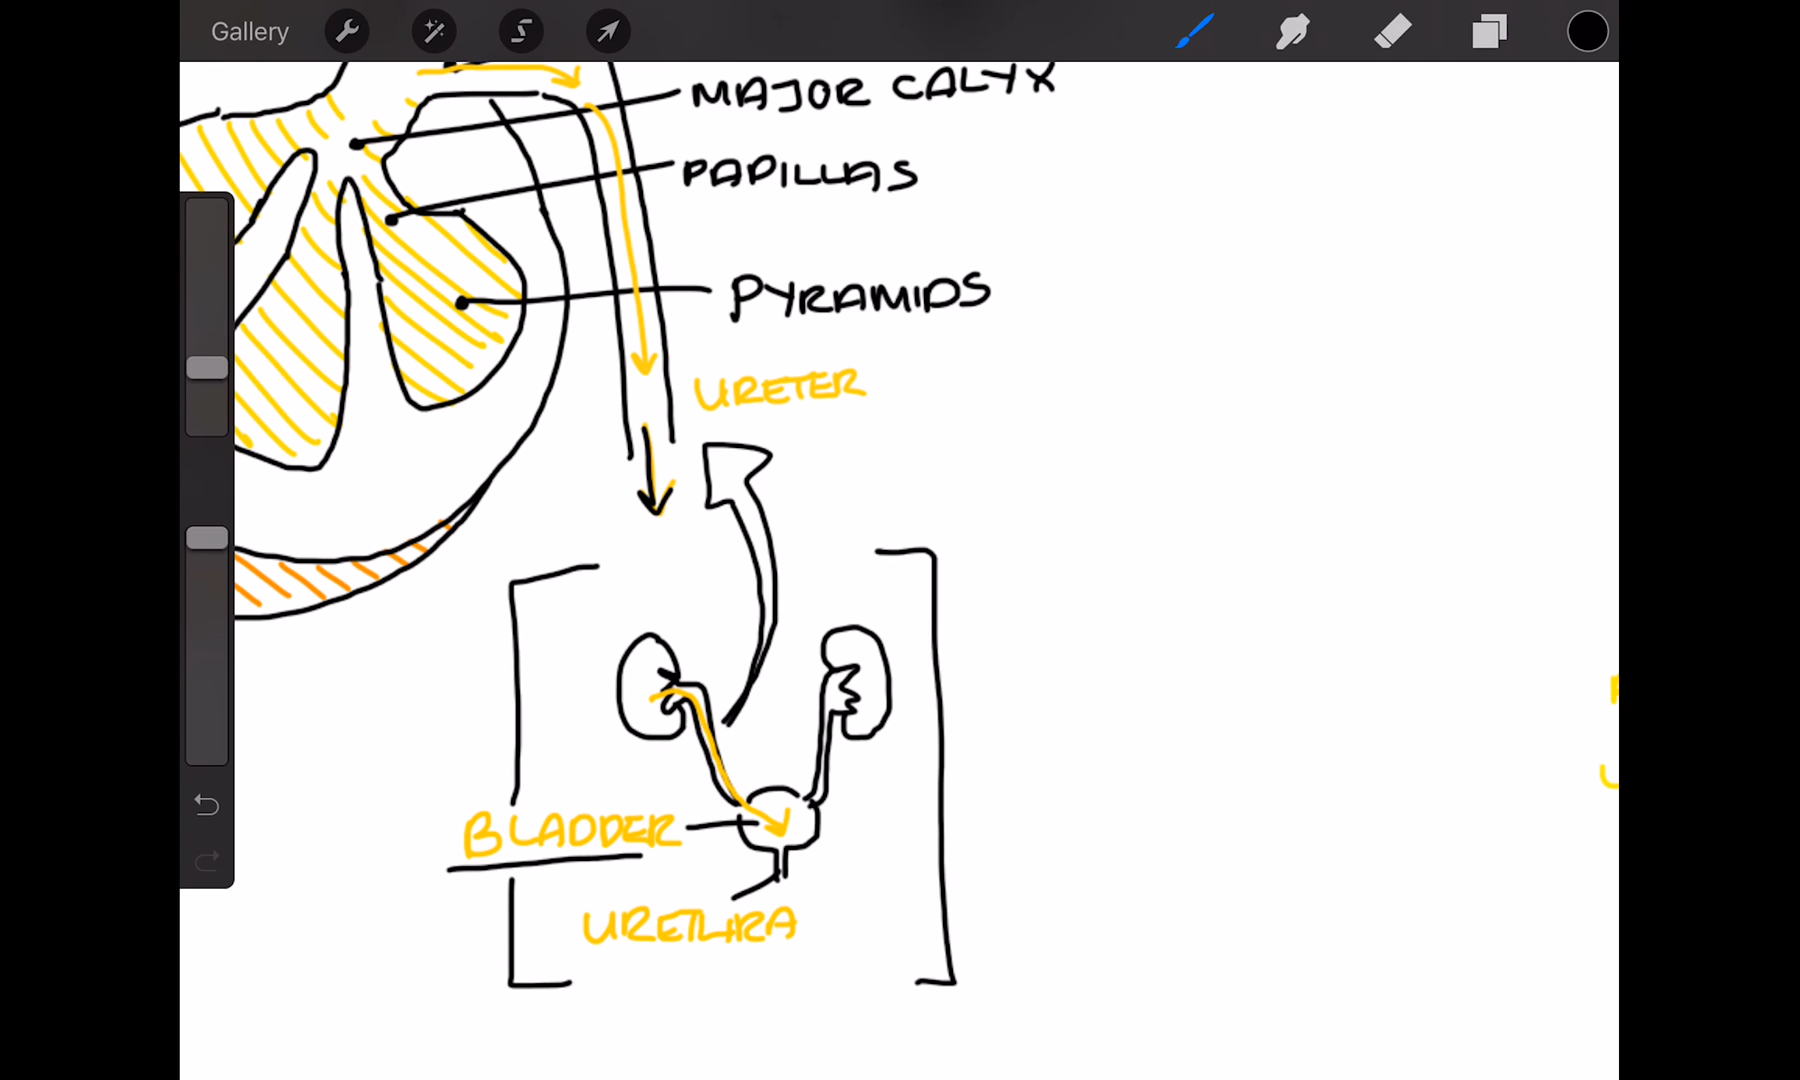 Gallery
MAJOR CALYX
PAPILLAS
PYRAMIDS
URETER
BLADDER
URETHRA